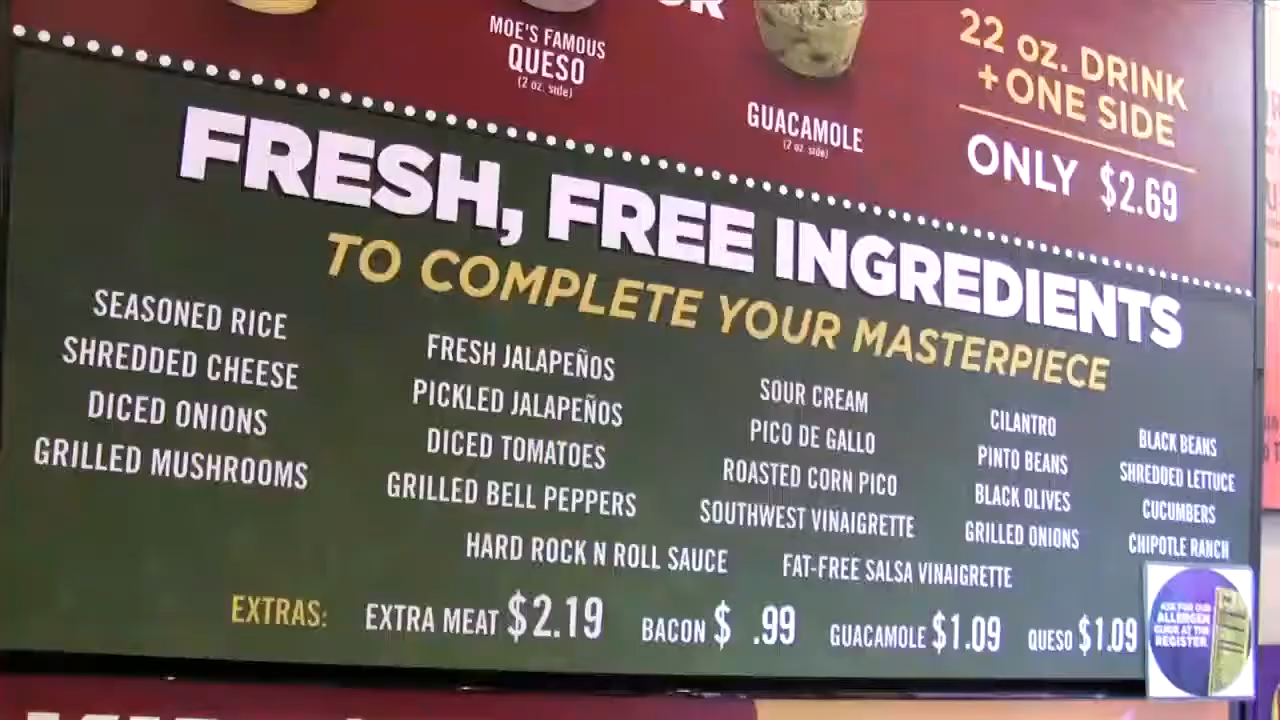 OR
MOE'S FAMOUS
QUESO
(2 oz. side)
GUACAMOLE
(2 oz side)
22 oz. DRINK
+ ONE SIDE
ONLY $2.69
FRESH, FREE INGREDIENTS
TO COMPLETE YOUR MASTERPIECE
SEASONED RICE
SHREDDED CHEESE
DICED ONIONS
GRILLED MUSHROOMS
FRESH JALAPEÑOS
PICKLED JALAPEÑOS
DICED TOMATOES
GRILLED BELL PEPPERS
SOUR CREAM
PICO DE GALLO
ROASTED CORN PICO
SOUTHWEST VINAIGRETTE
CILANTRO
PINTO BEANS
BLACK OLIVES
GRILLED ONIONS
BLACK BEANS
SHREDDED LETTUCE
CUCUMBERS
CHIPOTLE RANCH
HARD ROCK N ROLL SAUCE
FAT-FREE SALSA VINAIGRETTE
EXTRAS: EXTRA MEAT $2.19 BACON $ .99 GUACAMOLE $1.09 QUESO $1.09
ASK FOR OUR
ALLERGEN
GUIDE AT THE
REGISTER.